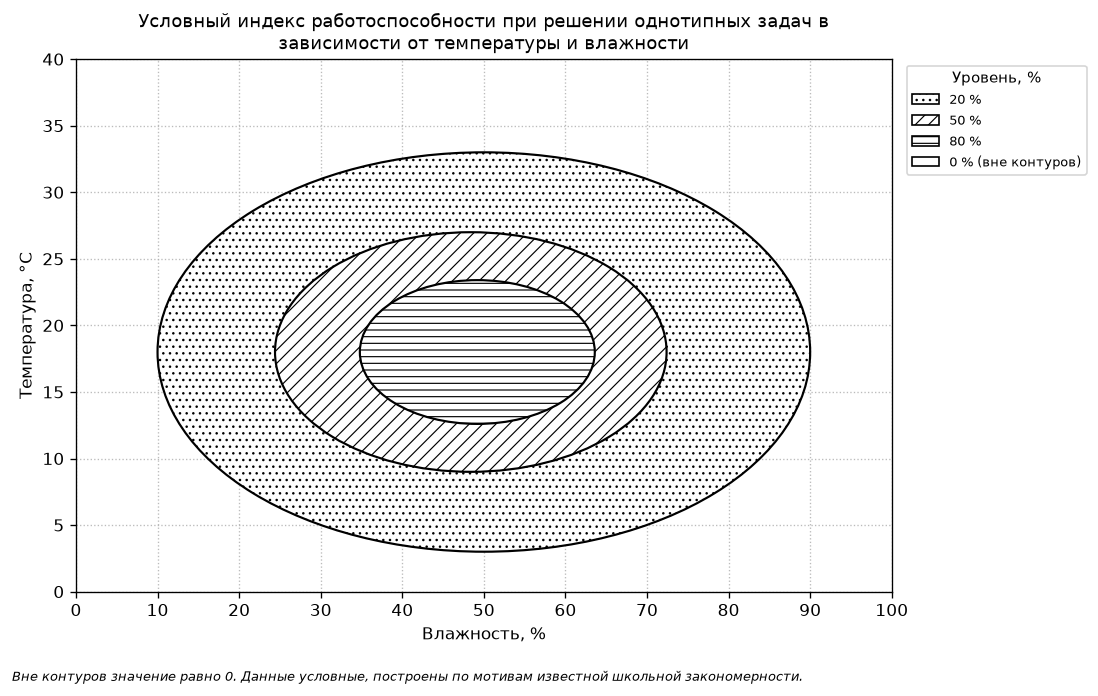 Условный индекс работоспособности при решении однотипных задач в
зависимости от температуры и влажности
Уровень, %
20 %
50 %
80 %
0 % (вне контуров)
Температура, °C
40
35
30
25
20
15
10
5
0
0 10 20 30 40 50 60 70 80 90 100
Влажность, %
Вне контуров значение равно 0. Данные условные, построены по мотивам известной школьной закономерности.